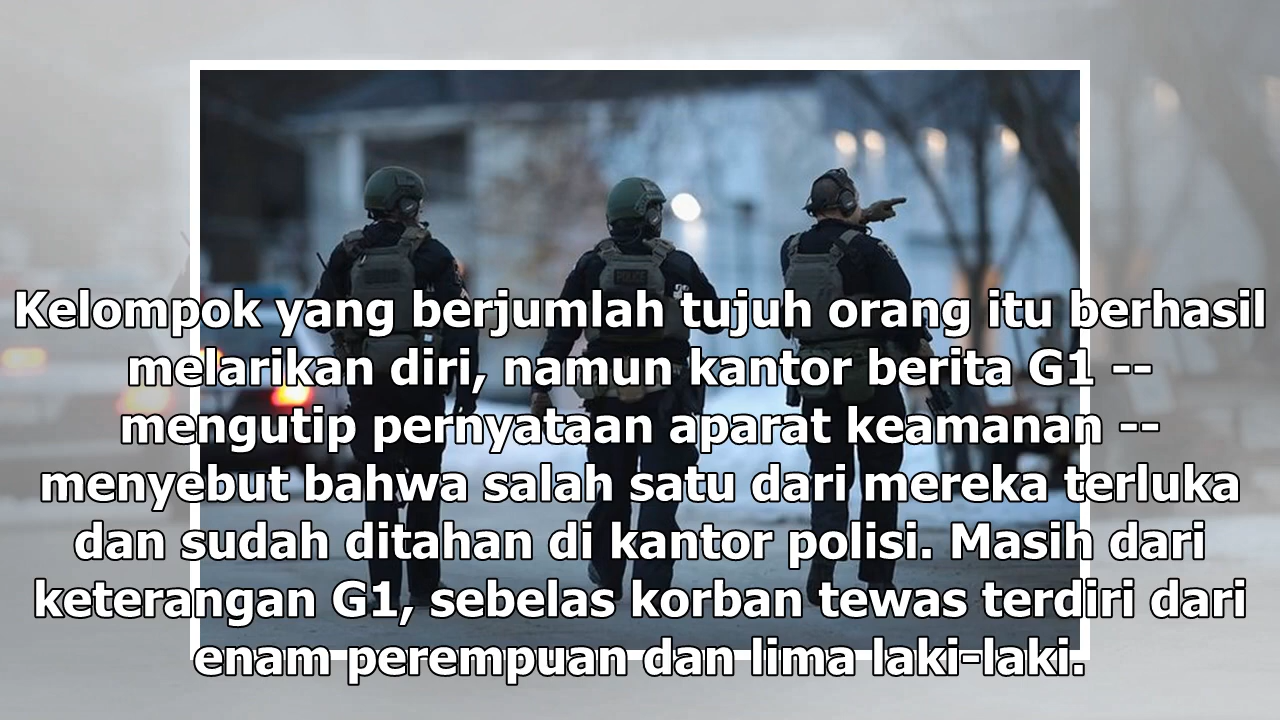 Kelompok yang berjumlah tujuh orang itu berhasil
melarikan diri, namun kantor berita G1 --
mengutip pernyataan aparat keamanan --
menyebut bahwa salah satu dari mereka terluka
dan sudah ditahan di kantor polisi. Masih dari
keterangan G1, sebelas korban tewas terdiri dari
enam perempuan dan lima laki-laki.
POLICE